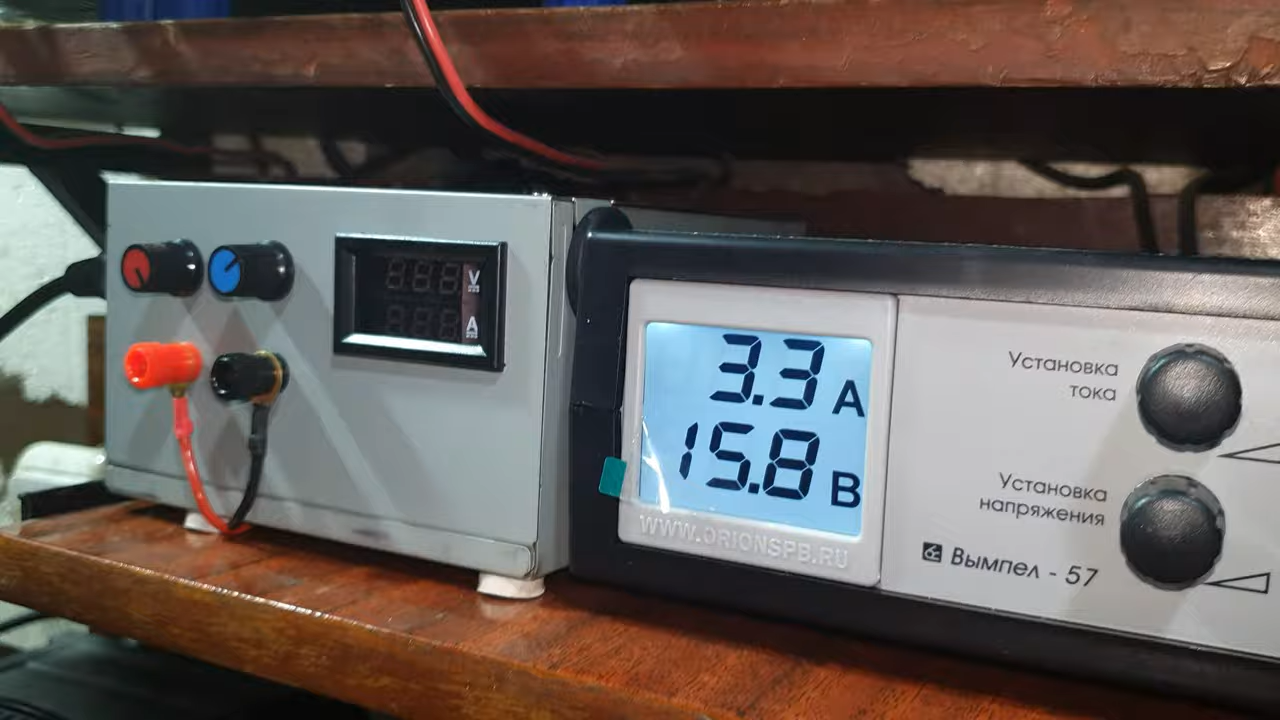 V
A
3.3 A
15.8 В
WWW.ORIONSPB.RU
Установка
тока
Установка
напряжения
Вымпел - 57